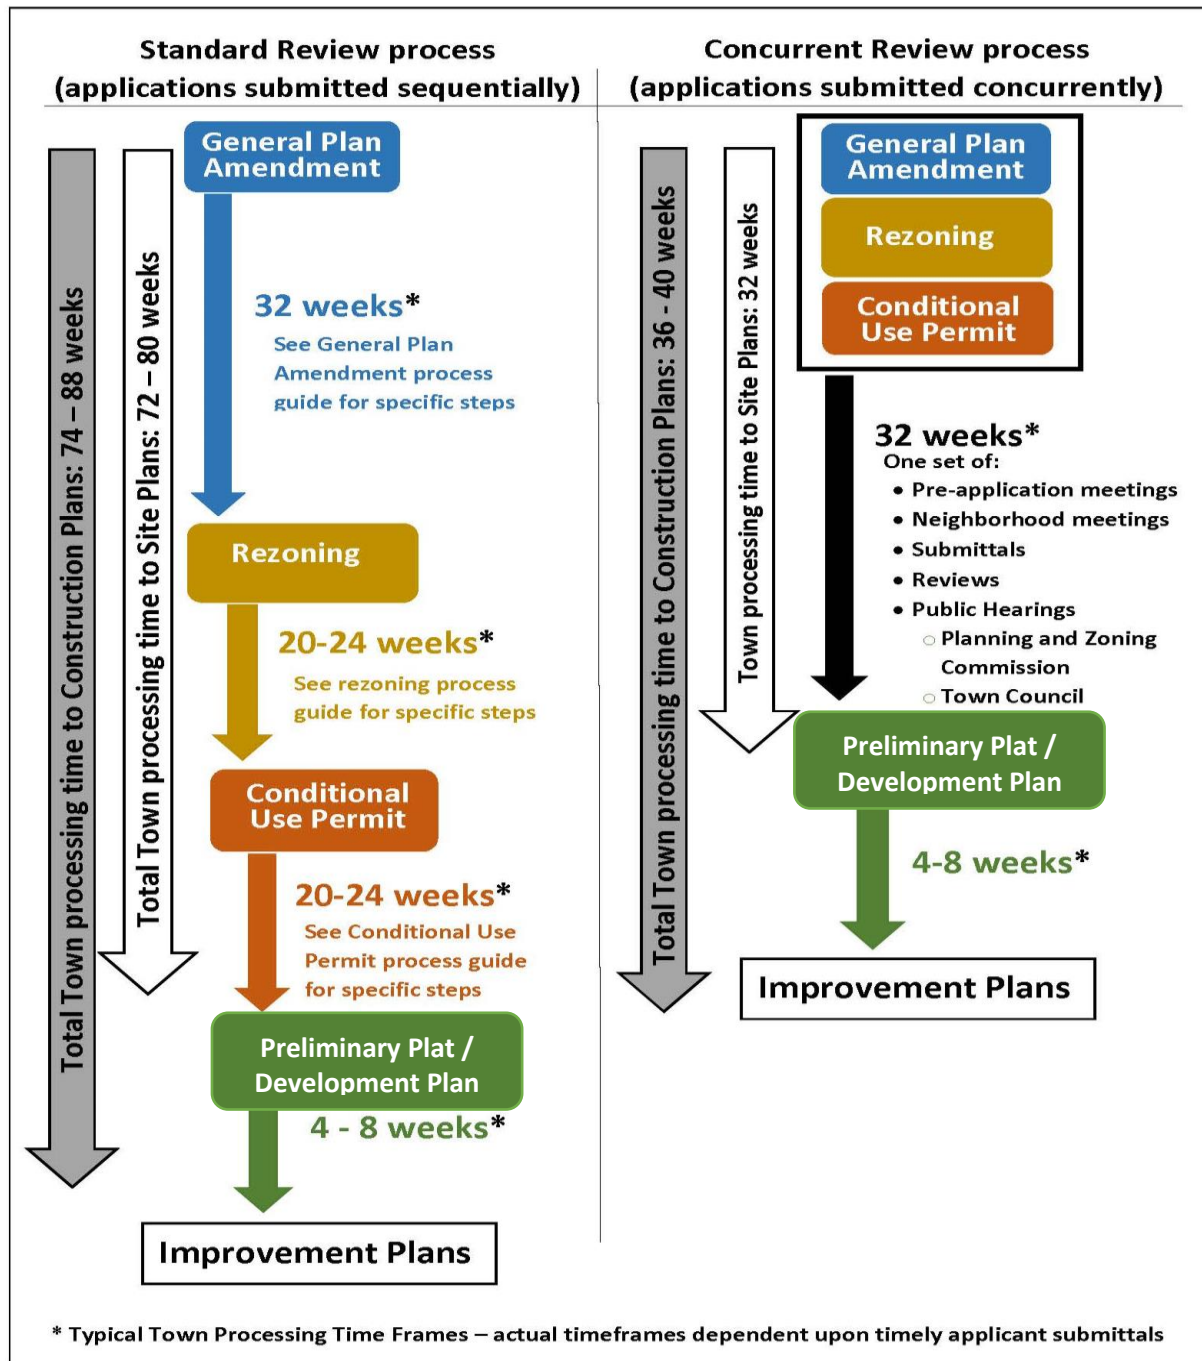 Standard Review process
(applications submitted sequentially)
Total Town processing time to Construction Plans: 74 – 88 weeks
Total Town processing time to Site Plans: 72 – 80 weeks
General Plan
Amendment
32 weeks*
See General Plan
Amendment process
guide for specific steps
Rezoning
20-24 weeks*
See rezoning process
guide for specific steps
Conditional
Use Permit
20-24 weeks*
See Conditional Use
Permit process guide
for specific steps
Preliminary Plat /
Development Plan
4 - 8 weeks*
Improvement Plans
Concurrent Review process
(applications submitted concurrently)
Total Town processing time to Construction Plans: 36 - 40 weeks
Town processing time to Site Plans: 32 weeks
General Plan
Amendment
Rezoning
Conditional
Use Permit
32 weeks*
One set of:
• Pre-application meetings
• Neighborhood meetings
• Submittals
• Reviews
• Public Hearings
○ Planning and Zoning
Commission
○ Town Council
Preliminary Plat /
Development Plan
4-8 weeks*
Improvement Plans
* Typical Town Processing Time Frames – actual timeframes dependent upon timely applicant submittals